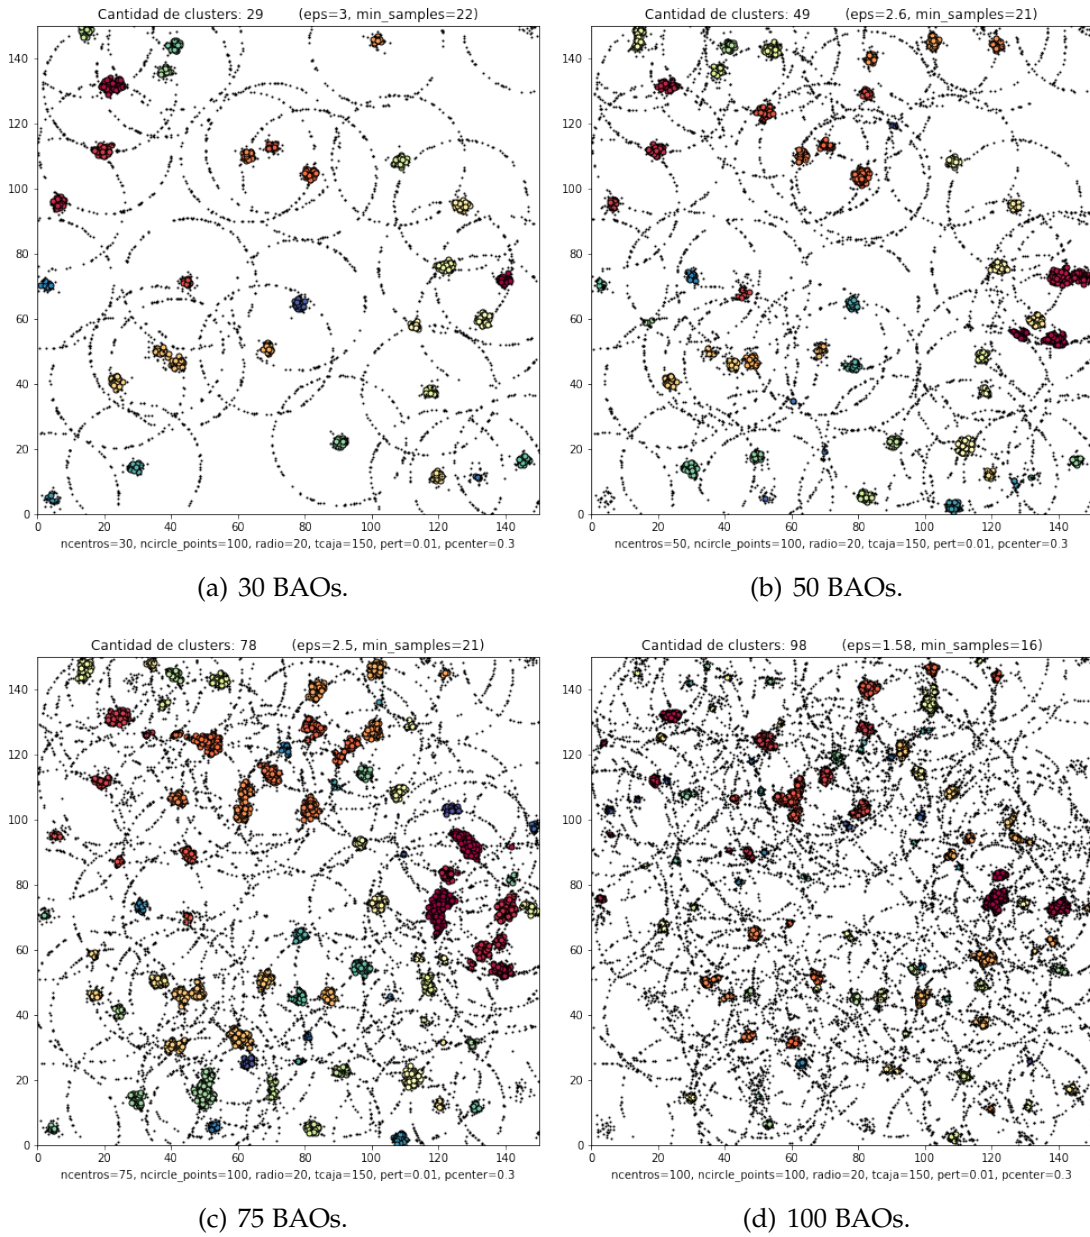 Cantidad de clusters: 29 (eps=3, min_samples=22)
140
120
100
80
60
40
20
0
0 20 40 60 80 100 120 140
ncentros=30, ncircle_points=100, radio=20, tcaja=150, pert=0.01, pcenter=0.3
(a) 30 BAOs.
Cantidad de clusters: 49 (eps=2.6, min_samples=21)
140
120
100
80
60
40
20
0
0 20 40 60 80 100 120 140
ncentros=50, ncircle_points=100, radio=20, tcaja=150, pert=0.01, pcenter=0.3
(b) 50 BAOs.
Cantidad de clusters: 78 (eps=2.5, min_samples=21)
140
120
100
80
60
40
20
0
0 20 40 60 80 100 120 140
ncentros=75, ncircle_points=100, radio=20, tcaja=150, pert=0.01, pcenter=0.3
(c) 75 BAOs.
Cantidad de clusters: 98 (eps=1.58, min_samples=16)
140
120
100
80
60
40
20
0
0 20 40 60 80 100 120 140
ncentros=100, ncircle_points=100, radio=20, tcaja=150, pert=0.01, pcenter=0.3
(d) 100 BAOs.